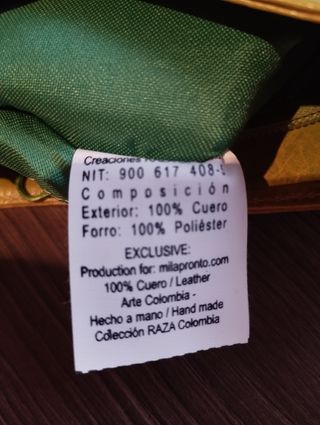 Creaciones
NIT: 900 617 408-
Composición
Exterior: 100% Cuero
Forro: 100% Poliéster
EXCLUSIVE:
Production for: milapronto.com
100% Cuero / Leather
Arte Colombia -
Hecho a mano / Hand made
Colección RAZA Colombia